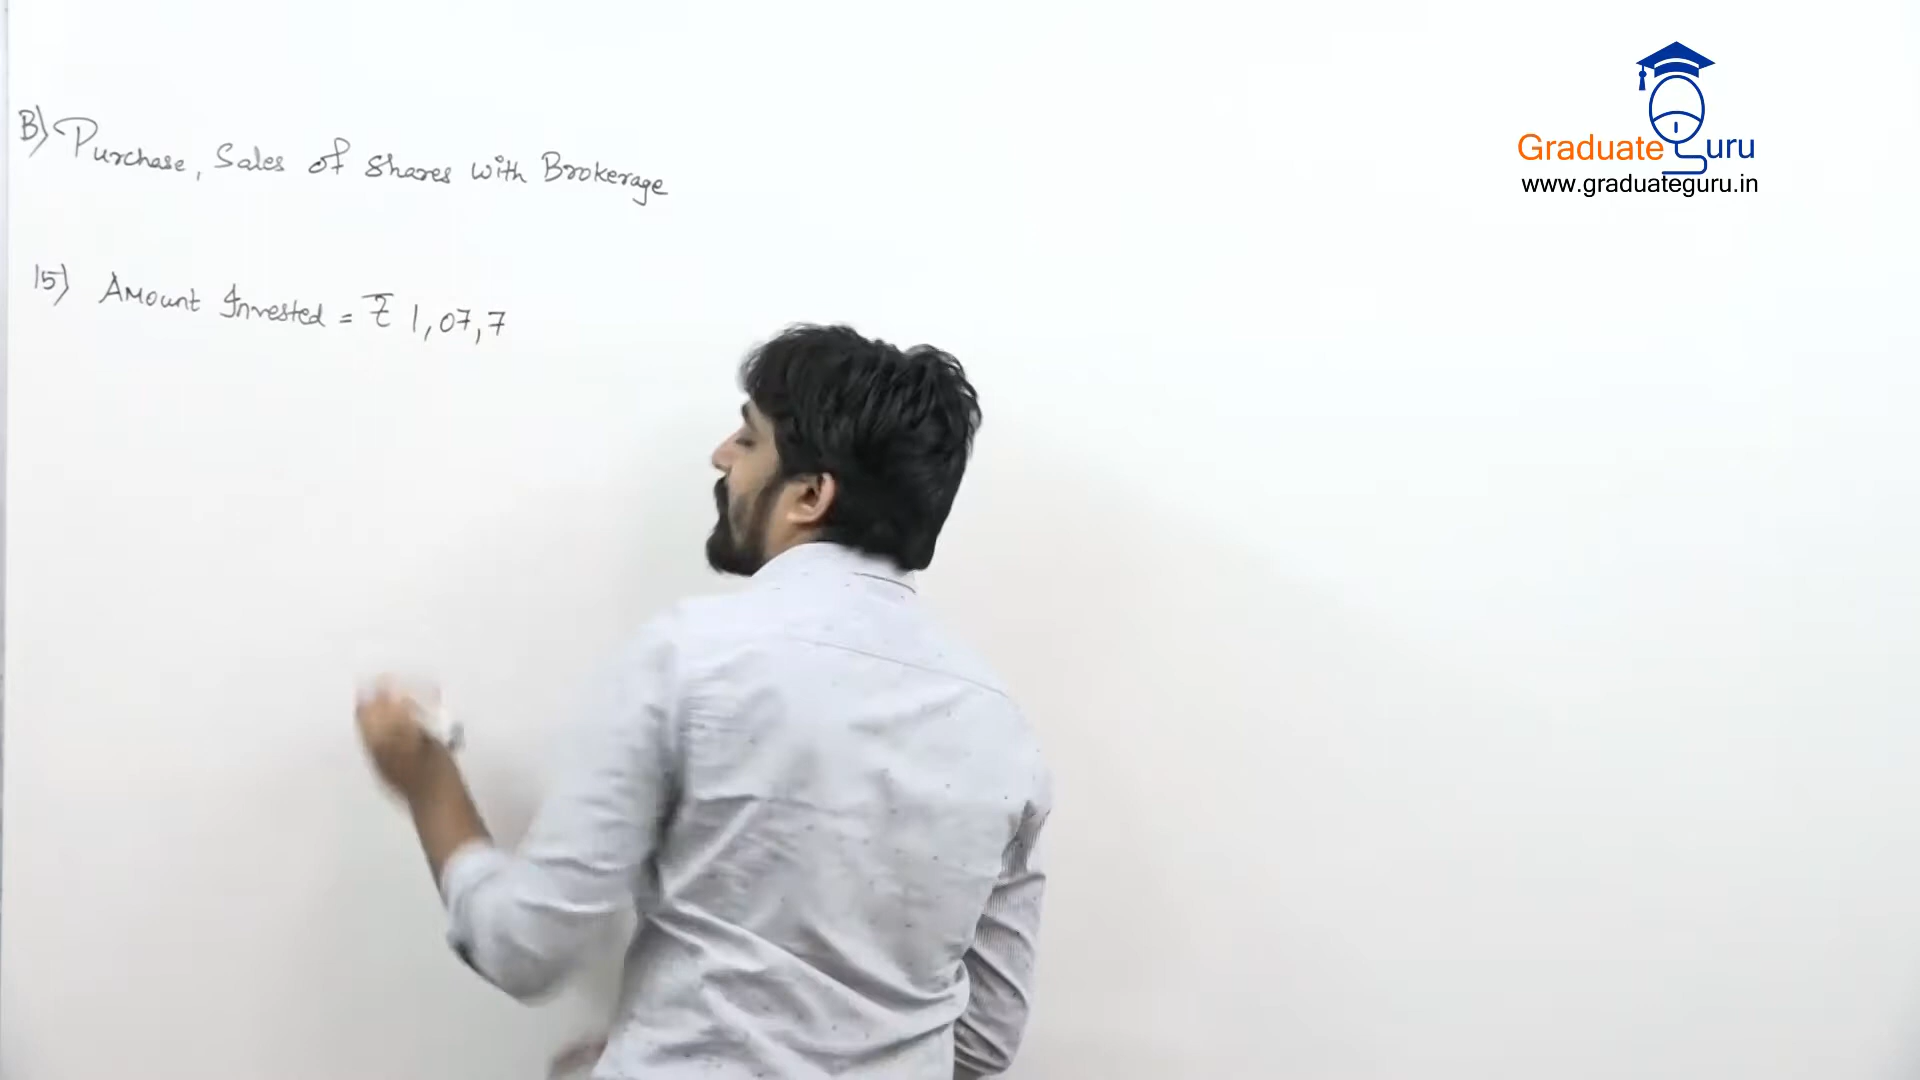 B) Purchase, Sales of Shares with Brokerage
15) Amount Invested = ₹ 1,07,7
Graduate Guru
www.graduateguru.in